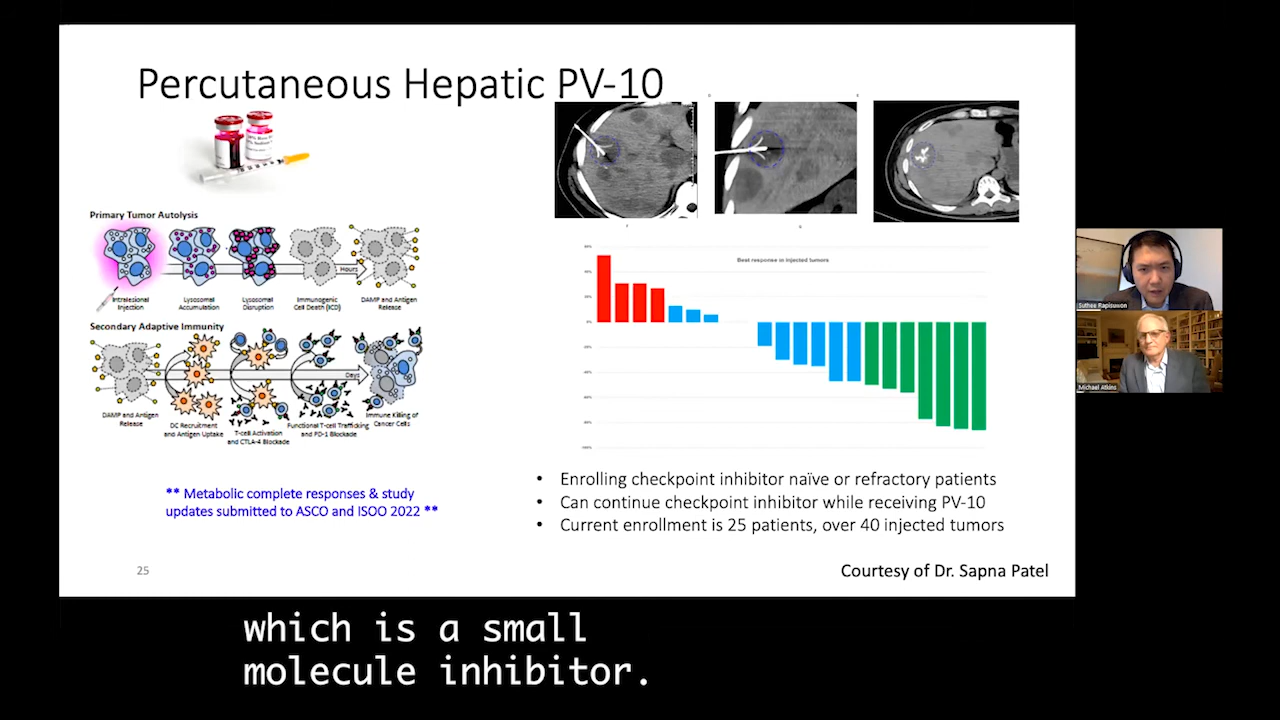 Percutaneous Hepatic PV-10
Primary Tumor Autolysis
Hours
Intralesional
Injection
Lysosomal
Accumulation
Lysosomal
Disruption
Immunogenic
Cell Death (ICD)
DAMP and Antigen
Release
Secondary Adaptive Immunity
Days
DAMP and Antigen
Release
DC Recruitment
and Antigen Uptake
T-cell Activation
and CTLA-4 Blockade
Functional T-cell Trafficking
and PD-1 Blockade
Immune Killing of
Cancer Cells
** Metabolic complete responses & study
updates submitted to ASCO and ISOO 2022 **
Best response in injected tumors
• Enrolling checkpoint inhibitor naïve or refractory patients
• Can continue checkpoint inhibitor while receiving PV-10
• Current enrollment is 25 patients, over 40 injected tumors
25
Courtesy of Dr. Sapna Patel
Suthee Rapisuwon
Michael Atkins
which is a small
molecule inhibitor.